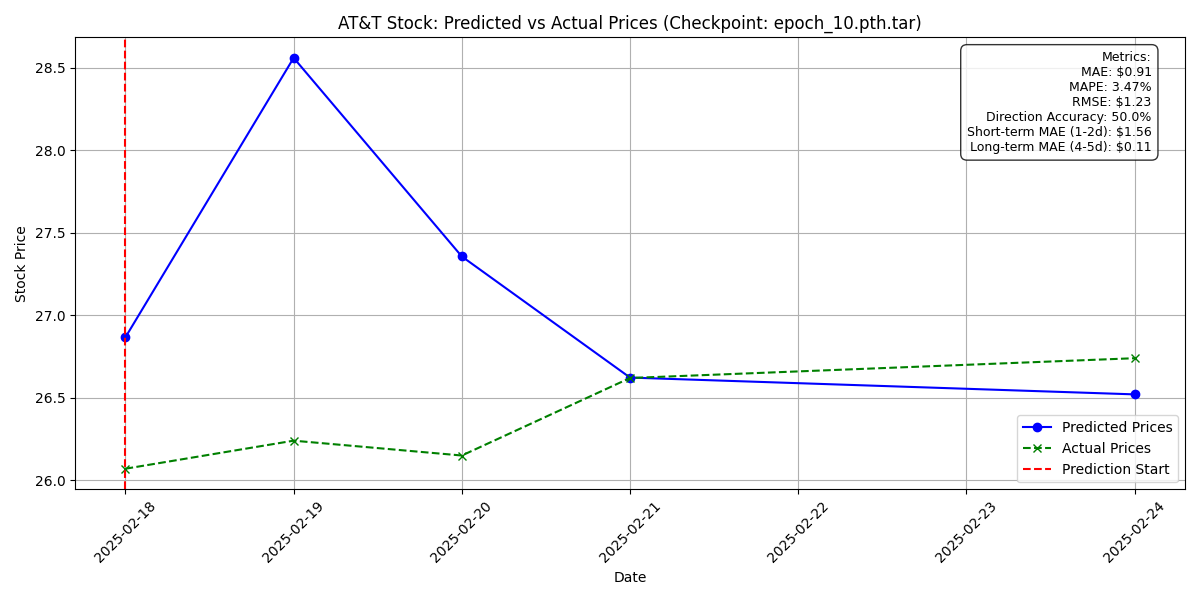 AT&T Stock: Predicted vs Actual Prices (Checkpoint: epoch_10.pth.tar)
Metrics:
MAE: $0.91
MAPE: 3.47%
RMSE: $1.23
Direction Accuracy: 50.0%
Short-term MAE (1-2d): $1.56
Long-term MAE (4-5d): $0.11
Stock Price
28.5
28.0
27.5
27.0
26.5
26.0
Predicted Prices
Actual Prices
Prediction Start
2025-02-18
2025-02-19
2025-02-20
2025-02-21
2025-02-22
2025-02-23
2025-02-24
Date